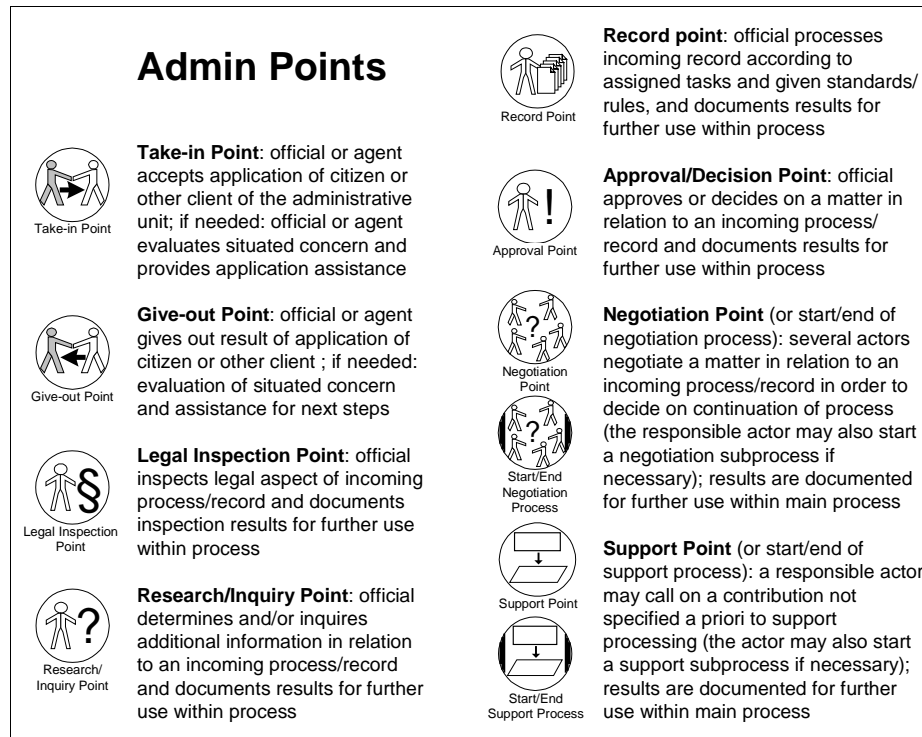 Admin Points
Take-in Point
Take-in Point: official or agent
accepts application of citizen or
other client of the administrative
unit; if needed: official or agent
evaluates situated concern and
provides application assistance
Give-out Point
Give-out Point: official or agent
gives out result of application of
citizen or other client ; if needed:
evaluation of situated concern
and assistance for next steps
§
Legal Inspection
Point
Legal Inspection Point: official
inspects legal aspect of incoming
process/record and documents
inspection results for further use
within process
?
Research/
Inquiry Point
Research/Inquiry Point: official
determines and/or inquires
additional information in relation
to an incoming process/record
and documents results for further
use within process
Record Point
Record point: official processes
incoming record according to
assigned tasks and given standards/
rules, and documents results for
further use within process
!
Approval Point
Approval/Decision Point: official
approves or decides on a matter in
relation to an incoming process/
record and documents results for
further use within process
?
Negotiation
Point
?
Start/End
Negotiation
Process
Negotiation Point (or start/end of
negotiation process): several actors
negotiate a matter in relation to an
incoming process/record in order to
decide on continuation of process
(the responsible actor may also start
a negotiation subprocess if
necessary); results are documented
for further use within main process
Support Point
Start/End
Support Process
Support Point (or start/end of
support process): a responsible actor
may call on a contribution not
specified a priori to support
processing (the actor may also start
a support subprocess if necessary);
results are documented for further
use within main process